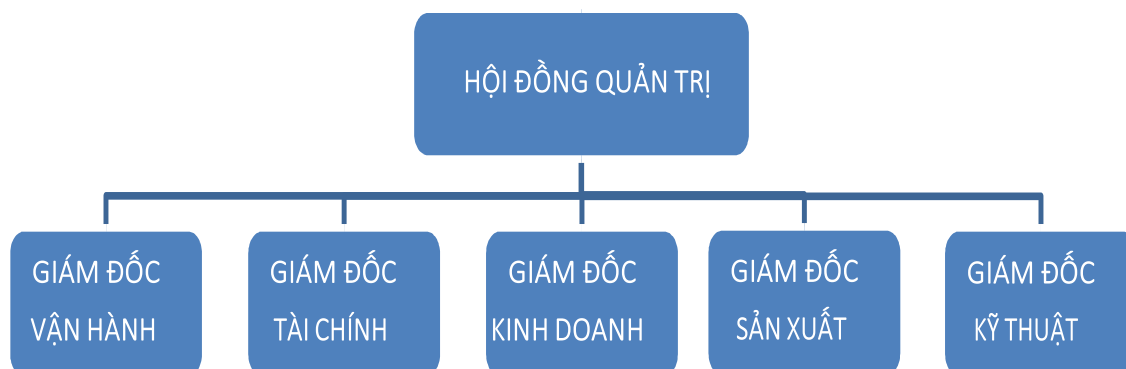 HỘI ĐỒNG QUẢN TRỊ
GIÁM ĐỐC
VẬN HÀNH
GIÁM ĐỐC
TÀI CHÍNH
GIÁM ĐỐC
KINH DOANH
GIÁM ĐỐC
SẢN XUẤT
GIÁM ĐỐC
KỸ THUẬT